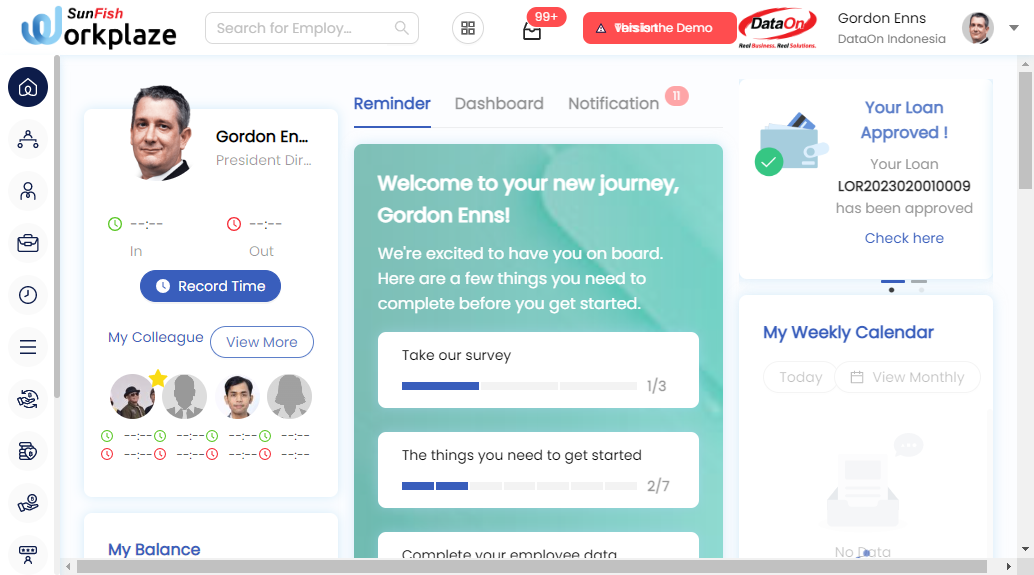 SunFish
Workplaze
Search for Employ...
99+
DataOn
Real Business. Real Solutions.
Gordon Enns
DataOn Indonesia
Gordon En...
President Dir...
--:--
--:--
In
Out
Record Time
My Colleague
View More
--:--
--:--
--:--
--:--
--:--
--:--
--:--
--:--
My Balance
Reminder
Dashboard
Notification
11
Welcome to your new journey,
Gordon Enns!
We're excited to have you on board.
Here are a few things you need to
complete before you get started.
Take our survey
1/3
The things you need to get started
2/7
Complete your employee data
Your Loan
Approved !
Your Loan
LOR2023020010009
has been approved
Check here
My Weekly Calendar
Today
View Monthly
No Data